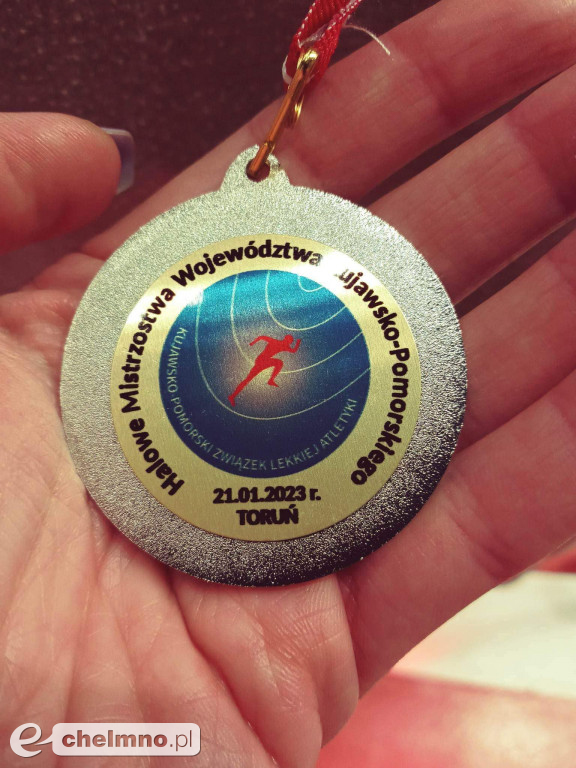 Halowe Mistrzostwa Województwa Kujawsko-Pomorskiego
KUJAWSKO POMORSKI ZWIĄZEK LEKKIEJ ATLETYKI
21.01.2023 r.
TORUŃ
e-chelmno.pl